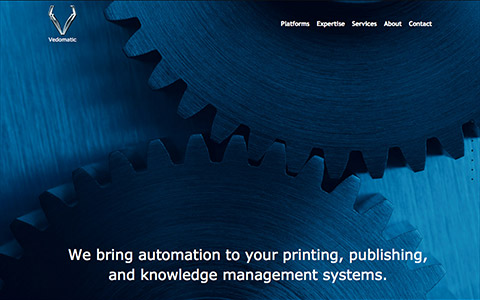 Vedomatic
Platforms Expertise Services About Contact
We bring automation to your printing, publishing,
and knowledge management systems.